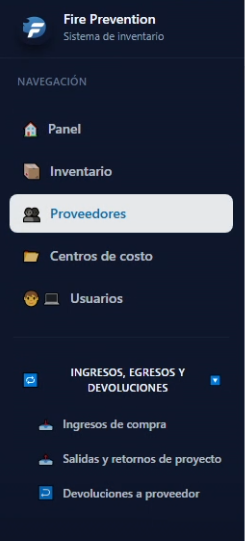 Fire Prevention
Sistema de inventario
NAVEGACIÓN
Panel
Inventario
Proveedores
Centros de costo
Usuarios
INGRESOS, EGRESOS Y
DEVOLUCIONES
Ingresos de compra
Salidas y retornos de proyecto
Devoluciones a proveedor